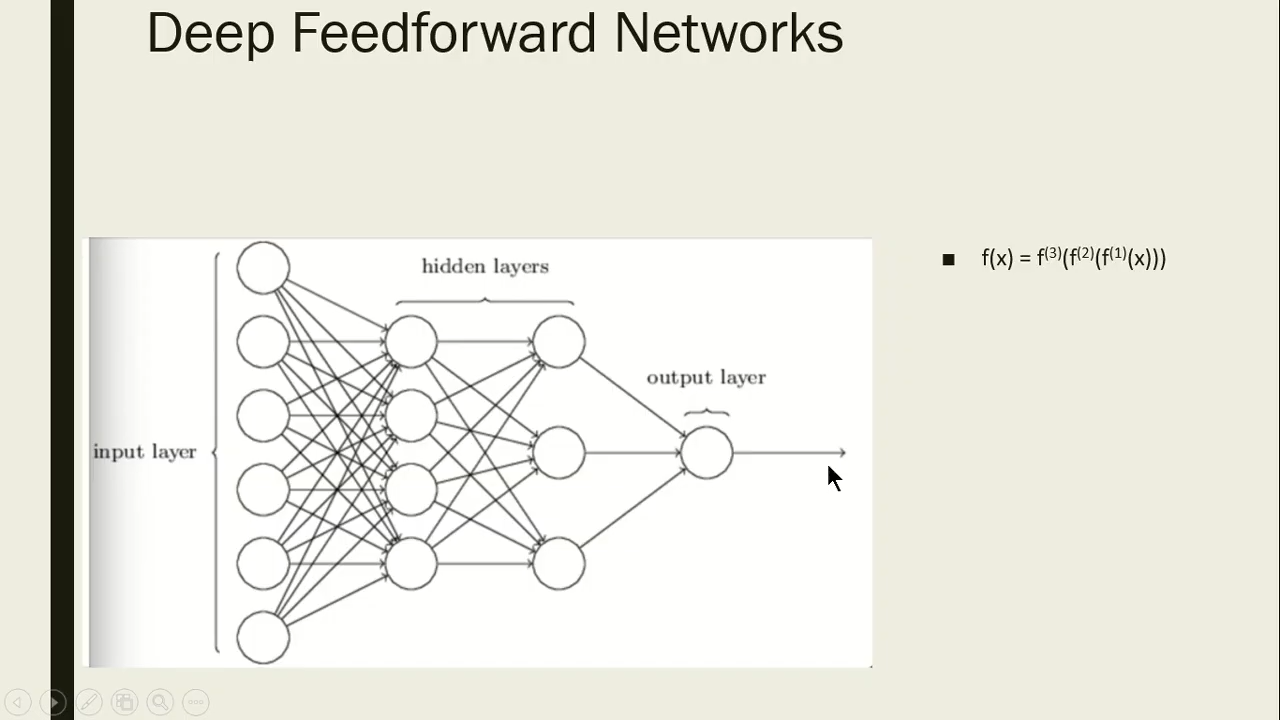 Deep Feedforward Networks
hidden layers
output layer
input layer
■ f(x) = f⁽³⁾(f⁽²⁾(f⁽¹⁾(x)))